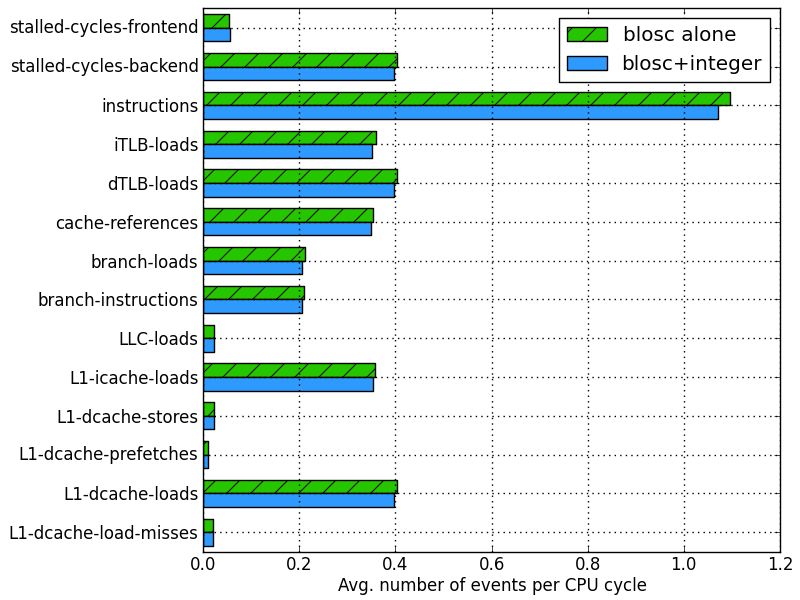 stalled-cycles-frontend
stalled-cycles-backend
instructions
iTLB-loads
dTLB-loads
cache-references
branch-loads
branch-instructions
LLC-loads
L1-icache-loads
L1-dcache-stores
L1-dcache-prefetches
L1-dcache-loads
L1-dcache-load-misses
blosc alone
blosc+integer
0.0 0.2 0.4 0.6 0.8 1.0 1.2
Avg. number of events per CPU cycle